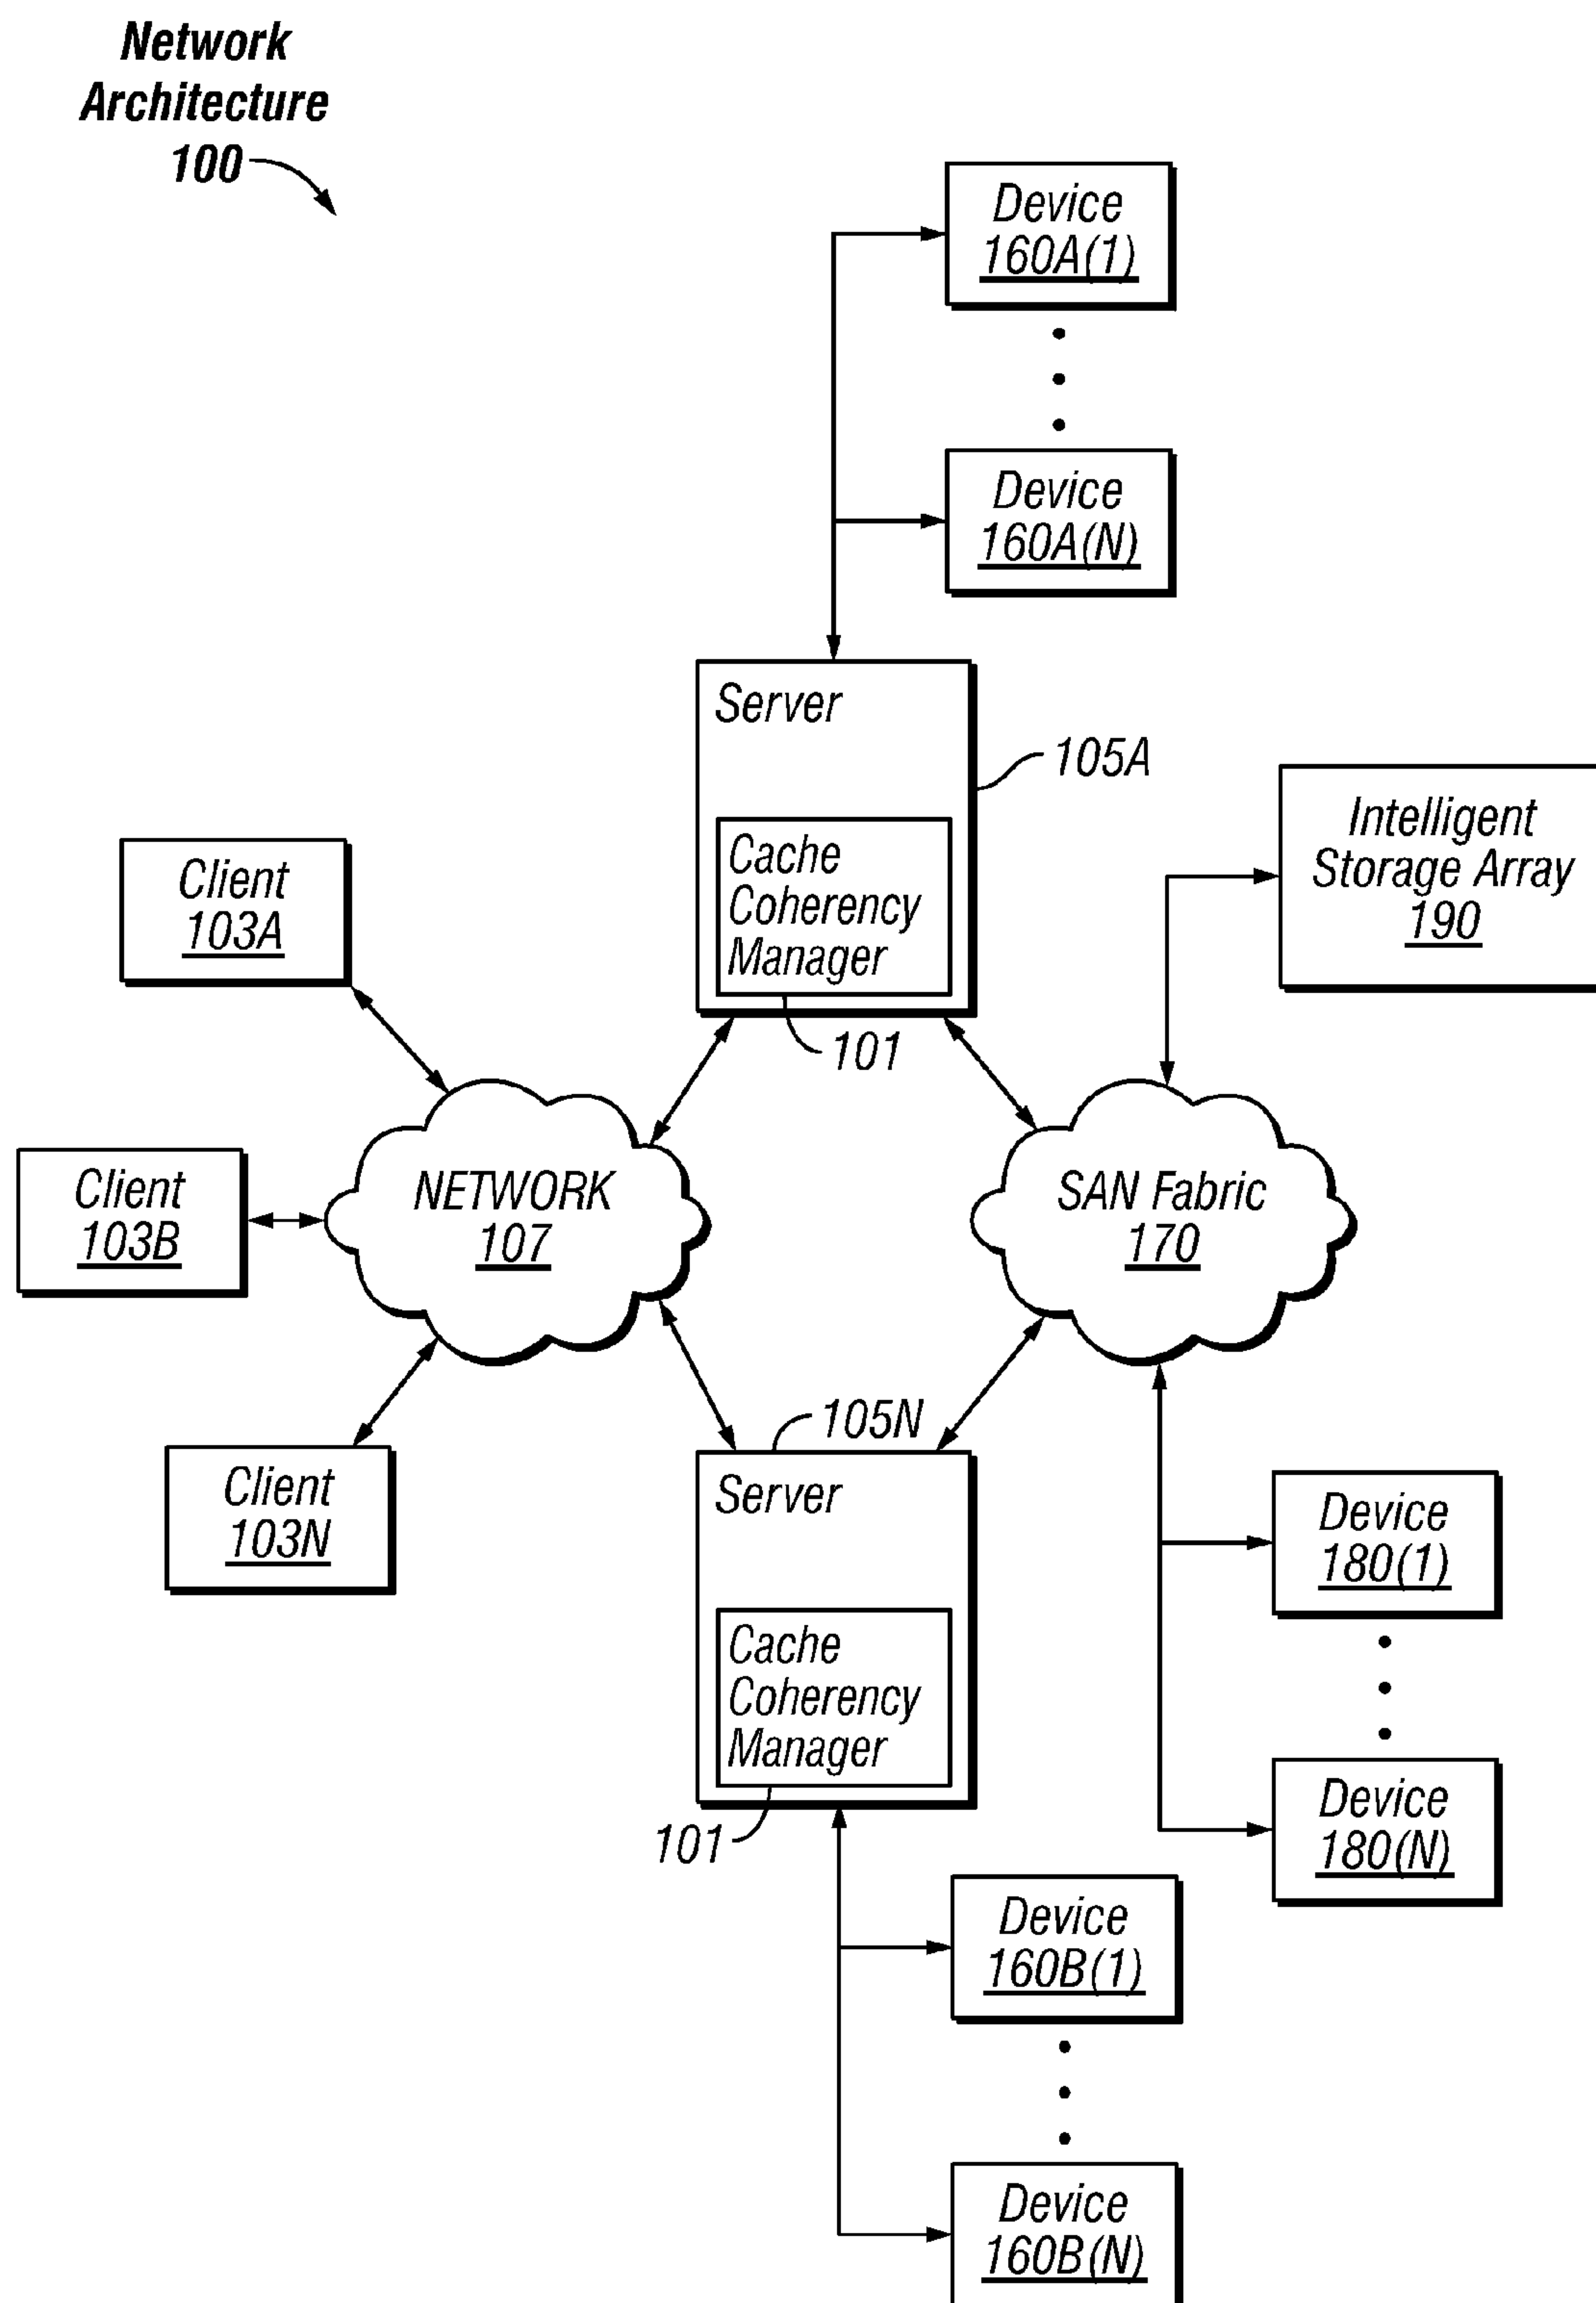 Network
Architecture
100
Device
160A(1)
Device
160A(N)
Server
105A
Cache
Coherency
Manager
101
Intelligent
Storage Array
190
Client
103A
Client
103B
Client
103N
NETWORK
107
SAN Fabric
170
105N
Server
Cache
Coherency
Manager
101
Device
180(1)
Device
180(N)
Device
160B(1)
Device
160B(N)